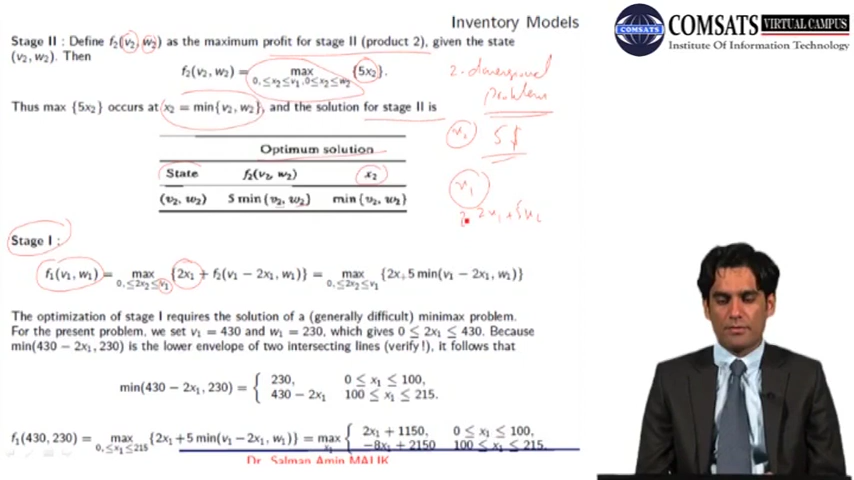 Inventory Models
COMSATS VIRTUAL CAMPUS
Institute Of Information Technology
Stage II : Define f₂(v₂, w₂) as the maximum profit for stage II (product 2), given the state
(v₂, w₂). Then
f₂(v₂, w₂) = max {5x₂}.
0,≤x₂≤v₁,0≤x₂≤w₂
Thus max {5x₂} occurs at x₂ = min{v₂, w₂}, and the solution for stage II is
2-dimensional
problem
x₂ 5 $
x₁
2x₁ + 5x₂
Optimum solution
State f₂(v₂, w₂) x₂
(v₂, w₂) 5 min (v₂, w₂) min (v₂, w₂)
Stage I :
f₁(v₁, w₁) = max {2x₁ + f₂(v₁ − 2x₁, w₁)} = max {2x, 5 min(v₁ − 2x₁, w₁)}
0,≤2x₂≤v₁ 0,≤2x₂≤v₁
The optimization of stage I requires the solution of a (generally difficult) minimax problem.
For the present problem, we set v₁ = 430 and w₁ = 230, which gives 0 ≤ 2x₁ ≤ 430. Because
min(430 − 2x₁, 230) is the lower envelope of two intersecting lines (verify !), it follows that
min(430 − 2x₁, 230) = { 230, 0 ≤ x₁ ≤ 100,
430 − 2x₁ 100 ≤ x₁ ≤ 215.
f₁(430, 230) = max {2x₁ + 5 min(v₁ − 2x₁, w₁)} = max { 2x₁ + 1150, 0 ≤ x₁ ≤ 100,
0,≤x₁≤215 x₁ −8x₁ + 2150 100 ≤ x₁ ≤ 215.
Dr. Salman Amin MALIK